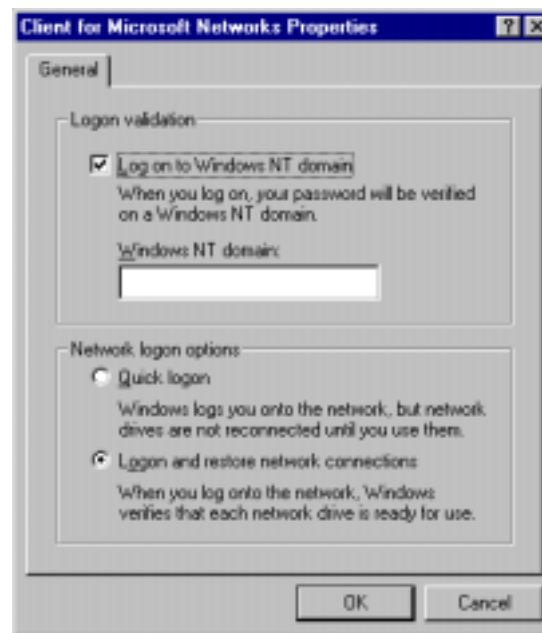 Client for Microsoft Networks Properties
General
Logon validation
Log on to Windows NT domain
When you log on, your password will be verified
on a Windows NT domain.
Windows NT domain:
Network logon options
Quick logon
Windows logs you onto the network, but network
drives are not reconnected until you use them.
Logon and restore network connections
When you log onto the network, Windows
verifies that each network drive is ready for use.
OK
Cancel